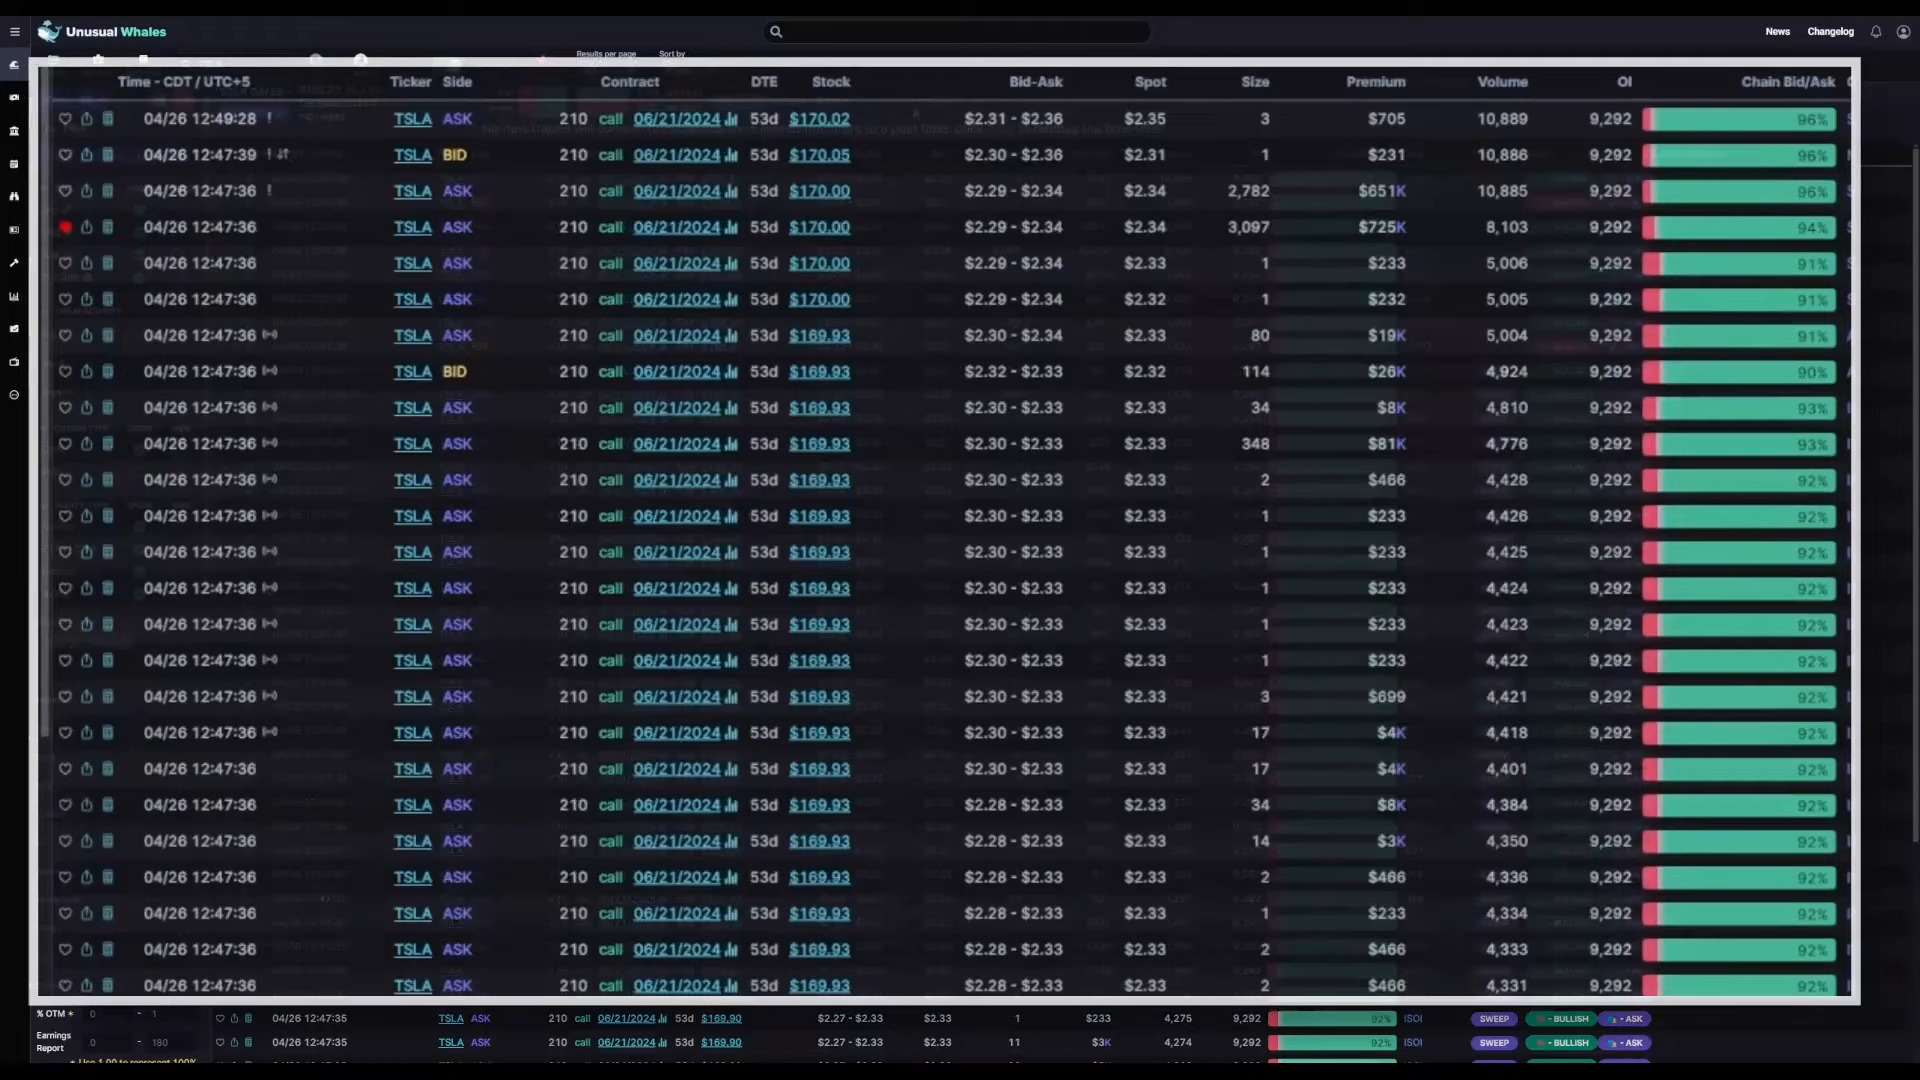 Unusual Whales
News Changelog
Results per page Sort by
Time - CDT / UTC+5 Ticker Side Contract DTE Stock Bid-Ask Spot Size Premium Volume OI Chain Bid/Ask
04/26 12:49:28 ! TSLA ASK 210 call 06/21/2024 53d $170.02 $2.31 - $2.36 $2.35 3 $705 10,889 9,292 96%
04/26 12:47:39 ! TSLA BID 210 call 06/21/2024 53d $170.05 $2.30 - $2.36 $2.31 1 $231 10,886 9,292 96%
04/26 12:47:36 ! TSLA ASK 210 call 06/21/2024 53d $170.00 $2.29 - $2.34 $2.34 2,782 $651K 10,885 9,292 96%
04/26 12:47:36 TSLA ASK 210 call 06/21/2024 53d $170.00 $2.29 - $2.34 $2.34 3,097 $725K 8,103 9,292 94%
04/26 12:47:36 TSLA ASK 210 call 06/21/2024 53d $170.00 $2.29 - $2.34 $2.33 1 $233 5,006 9,292 91%
04/26 12:47:36 TSLA ASK 210 call 06/21/2024 53d $170.00 $2.29 - $2.34 $2.32 1 $232 5,005 9,292 91%
04/26 12:47:36 TSLA ASK 210 call 06/21/2024 53d $169.93 $2.30 - $2.34 $2.33 80 $19K 5,004 9,292 91%
04/26 12:47:36 TSLA BID 210 call 06/21/2024 53d $169.93 $2.32 - $2.33 $2.32 114 $26K 4,924 9,292 90%
04/26 12:47:36 TSLA ASK 210 call 06/21/2024 53d $169.93 $2.30 - $2.33 $2.33 34 $8K 4,810 9,292 93%
04/26 12:47:36 TSLA ASK 210 call 06/21/2024 53d $169.93 $2.30 - $2.33 $2.33 348 $81K 4,776 9,292 93%
04/26 12:47:36 TSLA ASK 210 call 06/21/2024 53d $169.93 $2.30 - $2.33 $2.33 2 $466 4,428 9,292 92%
04/26 12:47:36 TSLA ASK 210 call 06/21/2024 53d $169.93 $2.30 - $2.33 $2.33 1 $233 4,426 9,292 92%
04/26 12:47:36 TSLA ASK 210 call 06/21/2024 53d $169.93 $2.30 - $2.33 $2.33 1 $233 4,425 9,292 92%
04/26 12:47:36 TSLA ASK 210 call 06/21/2024 53d $169.93 $2.30 - $2.33 $2.33 1 $233 4,424 9,292 92%
04/26 12:47:36 TSLA ASK 210 call 06/21/2024 53d $169.93 $2.30 - $2.33 $2.33 1 $233 4,423 9,292 92%
04/26 12:47:36 TSLA ASK 210 call 06/21/2024 53d $169.93 $2.30 - $2.33 $2.33 1 $233 4,422 9,292 92%
04/26 12:47:36 TSLA ASK 210 call 06/21/2024 53d $169.93 $2.30 - $2.33 $2.33 3 $699 4,421 9,292 92%
04/26 12:47:36 TSLA ASK 210 call 06/21/2024 53d $169.93 $2.30 - $2.33 $2.33 17 $4K 4,418 9,292 92%
04/26 12:47:36 TSLA ASK 210 call 06/21/2024 53d $169.93 $2.30 - $2.33 $2.33 17 $4K 4,401 9,292 92%
04/26 12:47:36 TSLA ASK 210 call 06/21/2024 53d $169.93 $2.28 - $2.33 $2.33 34 $8K 4,384 9,292 92%
04/26 12:47:36 TSLA ASK 210 call 06/21/2024 53d $169.93 $2.28 - $2.33 $2.33 14 $3K 4,350 9,292 92%
04/26 12:47:36 TSLA ASK 210 call 06/21/2024 53d $169.93 $2.28 - $2.33 $2.33 2 $466 4,336 9,292 92%
04/26 12:47:36 TSLA ASK 210 call 06/21/2024 53d $169.93 $2.28 - $2.33 $2.33 1 $233 4,334 9,292 92%
04/26 12:47:36 TSLA ASK 210 call 06/21/2024 53d $169.93 $2.28 - $2.33 $2.33 2 $466 4,333 9,292 92%
04/26 12:47:36 TSLA ASK 210 call 06/21/2024 53d $169.93 $2.28 - $2.33 $2.33 2 $466 4,331 9,292 92%
% OTM * 0 - 1 04/26 12:47:35 TSLA ASK 210 call 06/21/2024 53d $169.90 $2.27 - $2.33 $2.33 1 $233 4,275 9,292 92% ISOI SWEEP - BULLISH - ASK
Earnings Report 0 - 180 04/26 12:47:35 TSLA ASK 210 call 06/21/2024 53d $169.90 $2.27 - $2.33 $2.33 11 $3K 4,274 9,292 92% ISOI SWEEP - BULLISH - ASK
* Use 1.00 to represent 100%